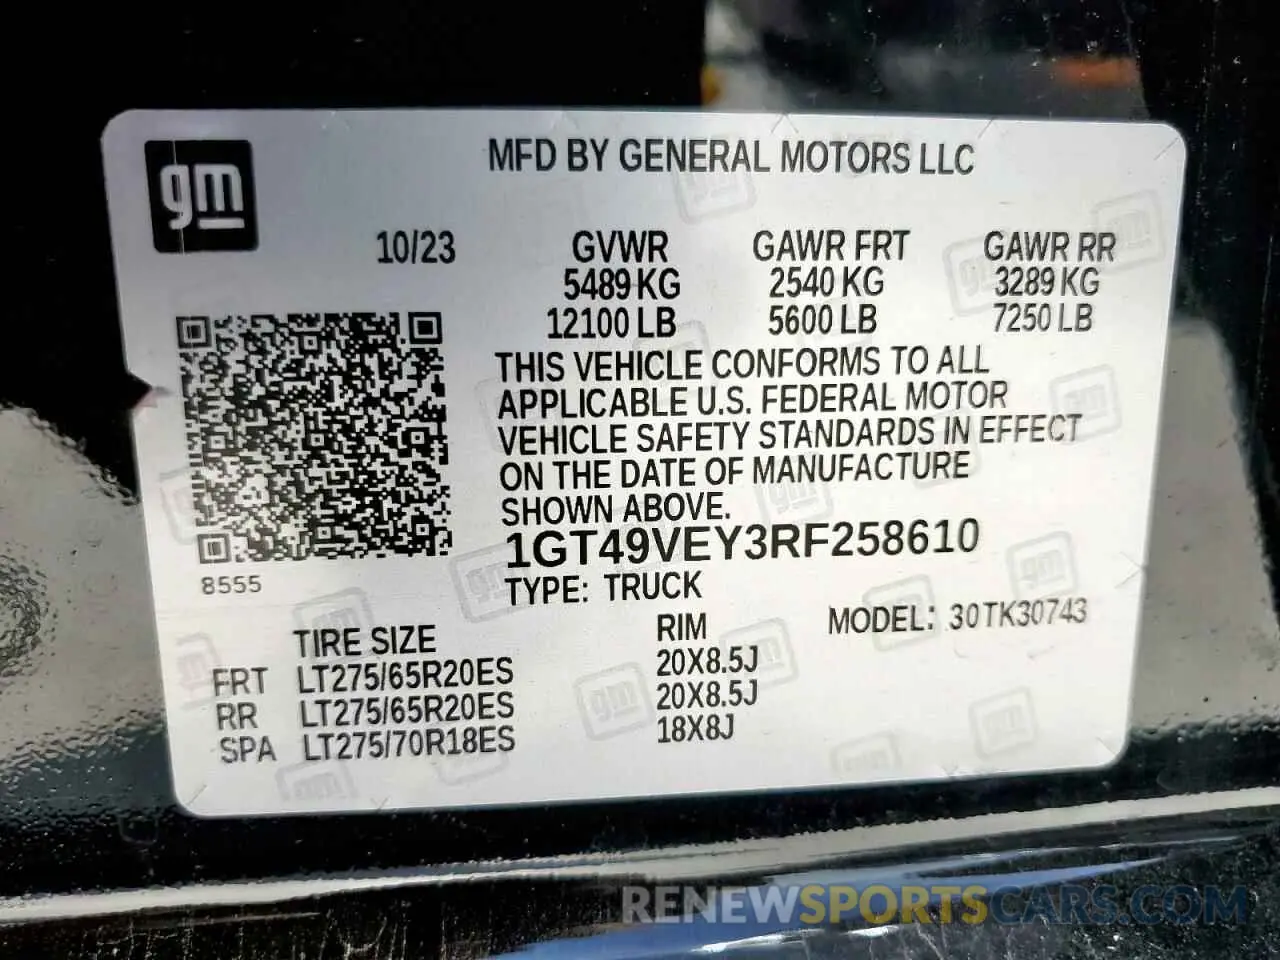 gm
MFD BY GENERAL MOTORS LLC
10/23 GVWR GAWR FRT GAWR RR
5489 KG 2540 KG 3289 KG
12100 LB 5600 LB 7250 LB
THIS VEHICLE CONFORMS TO ALL
APPLICABLE U.S. FEDERAL MOTOR
VEHICLE SAFETY STANDARDS IN EFFECT
ON THE DATE OF MANUFACTURE
SHOWN ABOVE.
1GT49VEY3RF258610
8555
TYPE: TRUCK
TIRE SIZE RIM MODEL: 30TK30743
FRT LT275/65R20ES 20X8.5J
RR LT275/65R20ES 20X8.5J
SPA LT275/70R18ES 18X8J
RENEWSPORTSCARS.COM